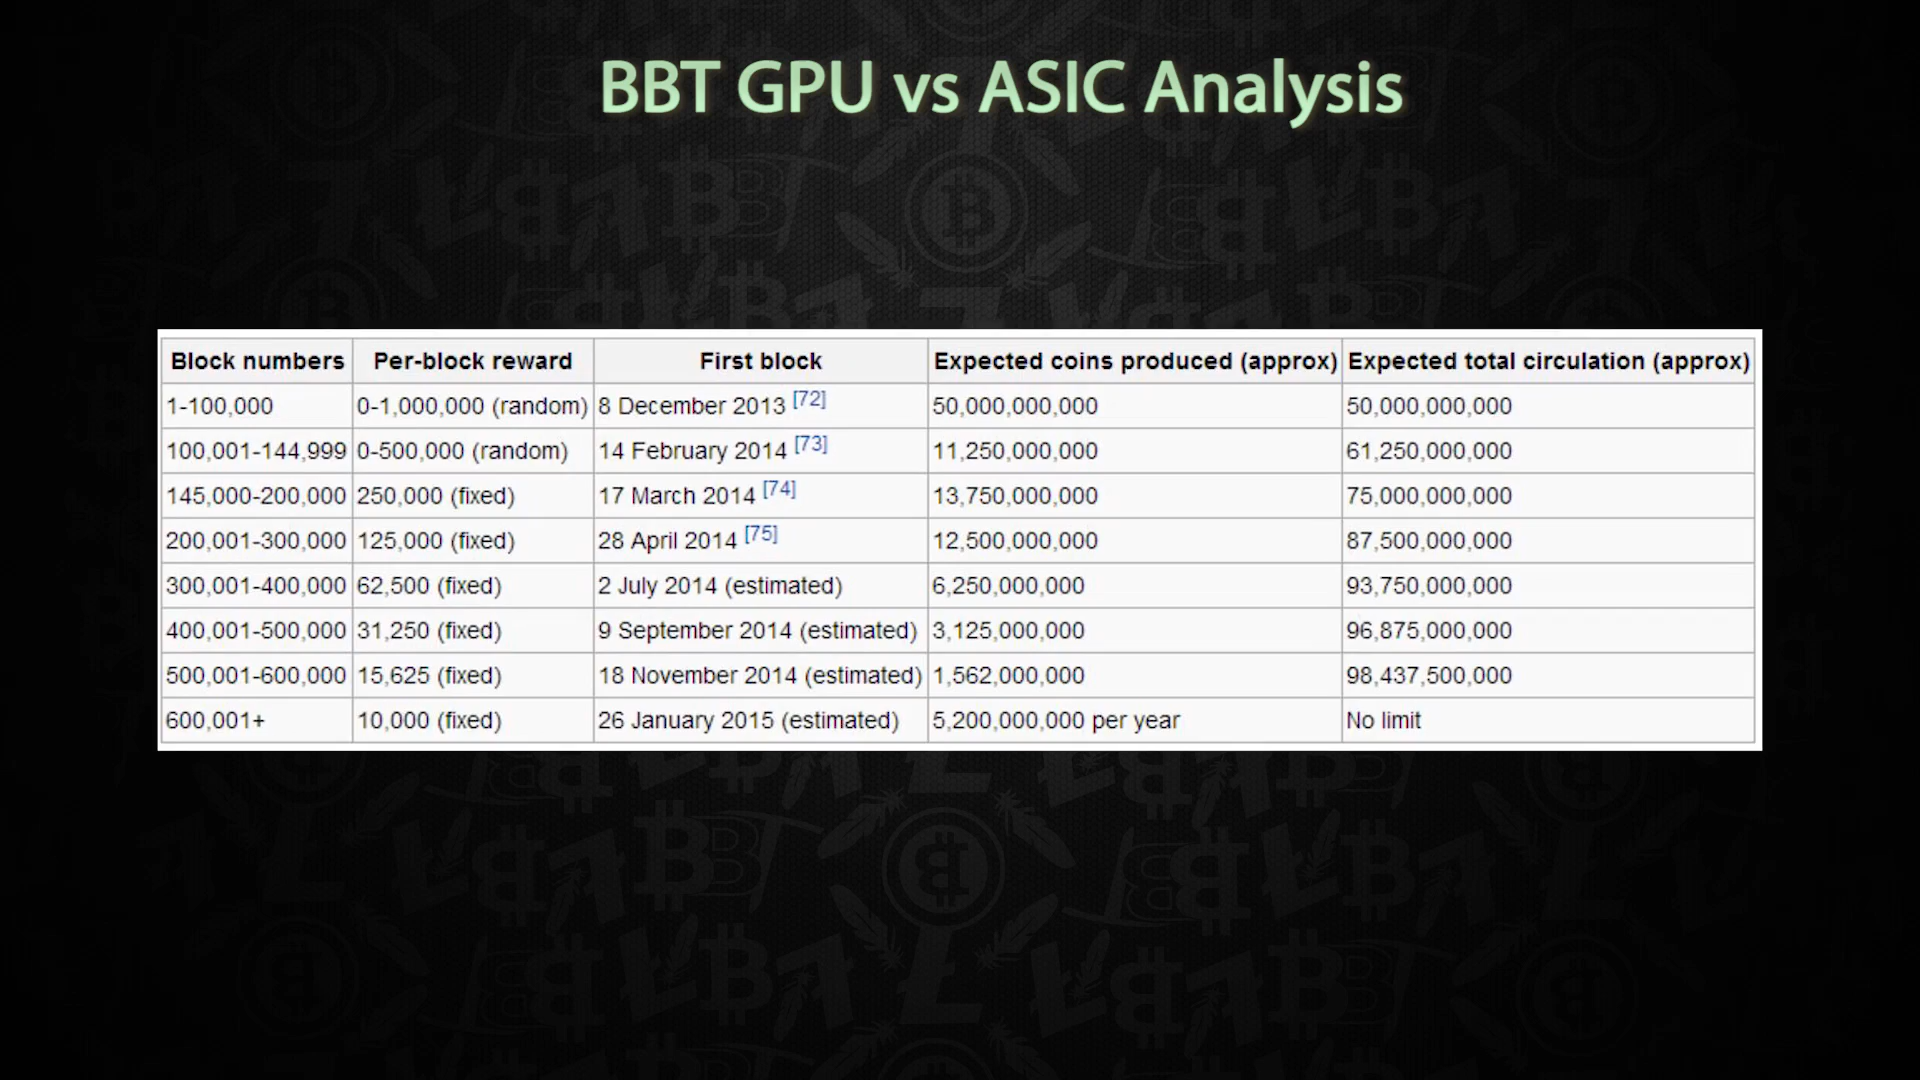 BBT GPU vs ASIC Analysis
Block numbers Per-block reward First block Expected coins produced (approx) Expected total circulation (approx)
1-100,000 0-1,000,000 (random) 8 December 2013 [72] 50,000,000,000 50,000,000,000
100,001-144,999 0-500,000 (random) 14 February 2014 [73] 11,250,000,000 61,250,000,000
145,000-200,000 250,000 (fixed) 17 March 2014 [74] 13,750,000,000 75,000,000,000
200,001-300,000 125,000 (fixed) 28 April 2014 [75] 12,500,000,000 87,500,000,000
300,001-400,000 62,500 (fixed) 2 July 2014 (estimated) 6,250,000,000 93,750,000,000
400,001-500,000 31,250 (fixed) 9 September 2014 (estimated) 3,125,000,000 96,875,000,000
500,001-600,000 15,625 (fixed) 18 November 2014 (estimated) 1,562,000,000 98,437,500,000
600,001+ 10,000 (fixed) 26 January 2015 (estimated) 5,200,000,000 per year No limit